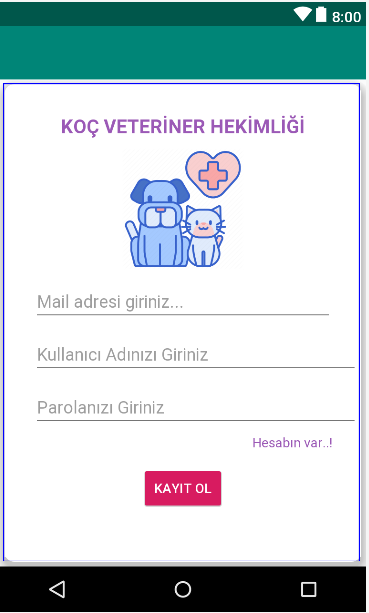 8:00
KOÇ VETERİNER HEKİMLİĞİ
Mail adresi giriniz...
Kullanıcı Adınızı Giriniz
Parolanızı Giriniz
Hesabın var..!
KAYIT OL